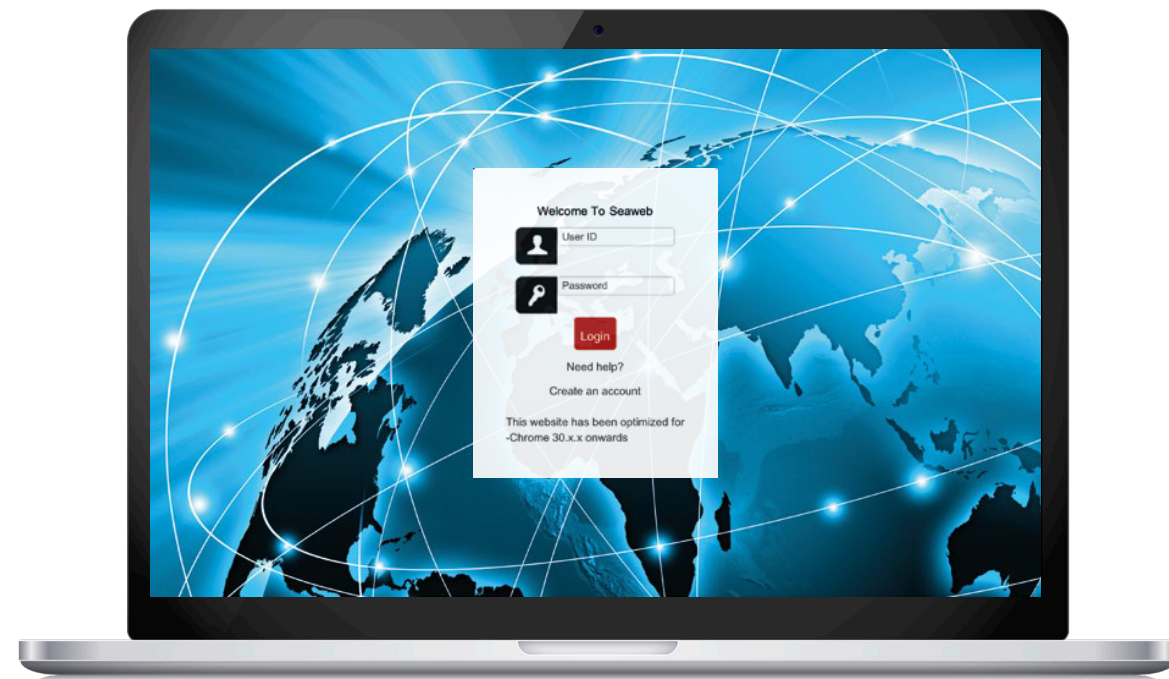 Welcome To Seaweb
User ID
Password
Login
Need help?
Create an account
This website has been optimized for
-Chrome 30.x.x onwards